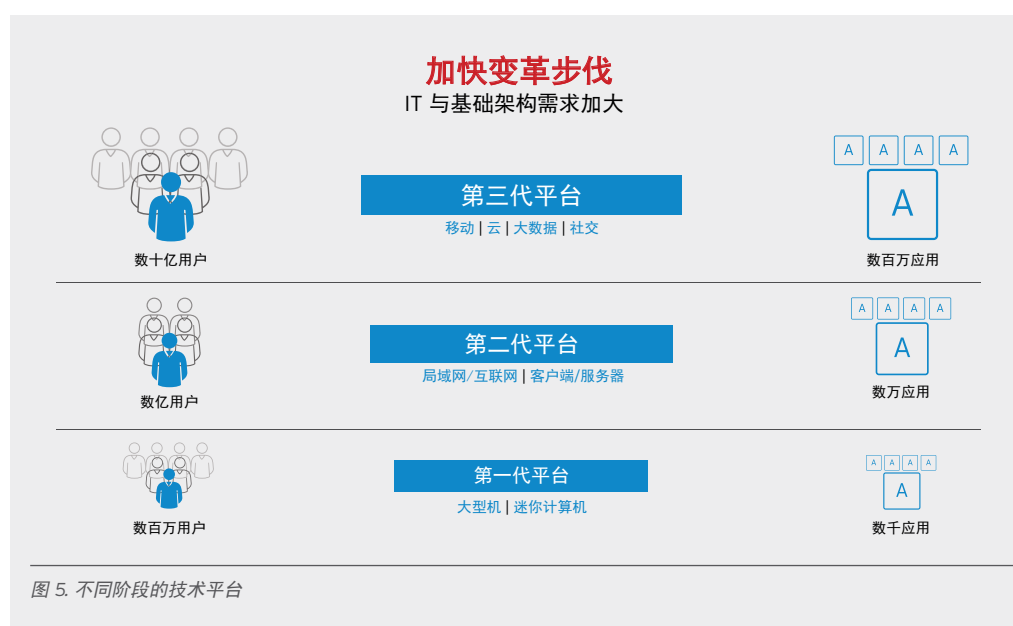 加快变革步伐
IT 与基础架构需求加大
A A A A
A
第三代平台
移动 | 云 | 大数据 | 社交
数十亿用户
数百万应用
A A A A
A
第二代平台
局域网/互联网 | 客户端/服务器
数亿用户
数万应用
A A A A
A
第一代平台
大型机 | 迷你计算机
数百万用户
数千应用
图 5. 不同阶段的技术平台